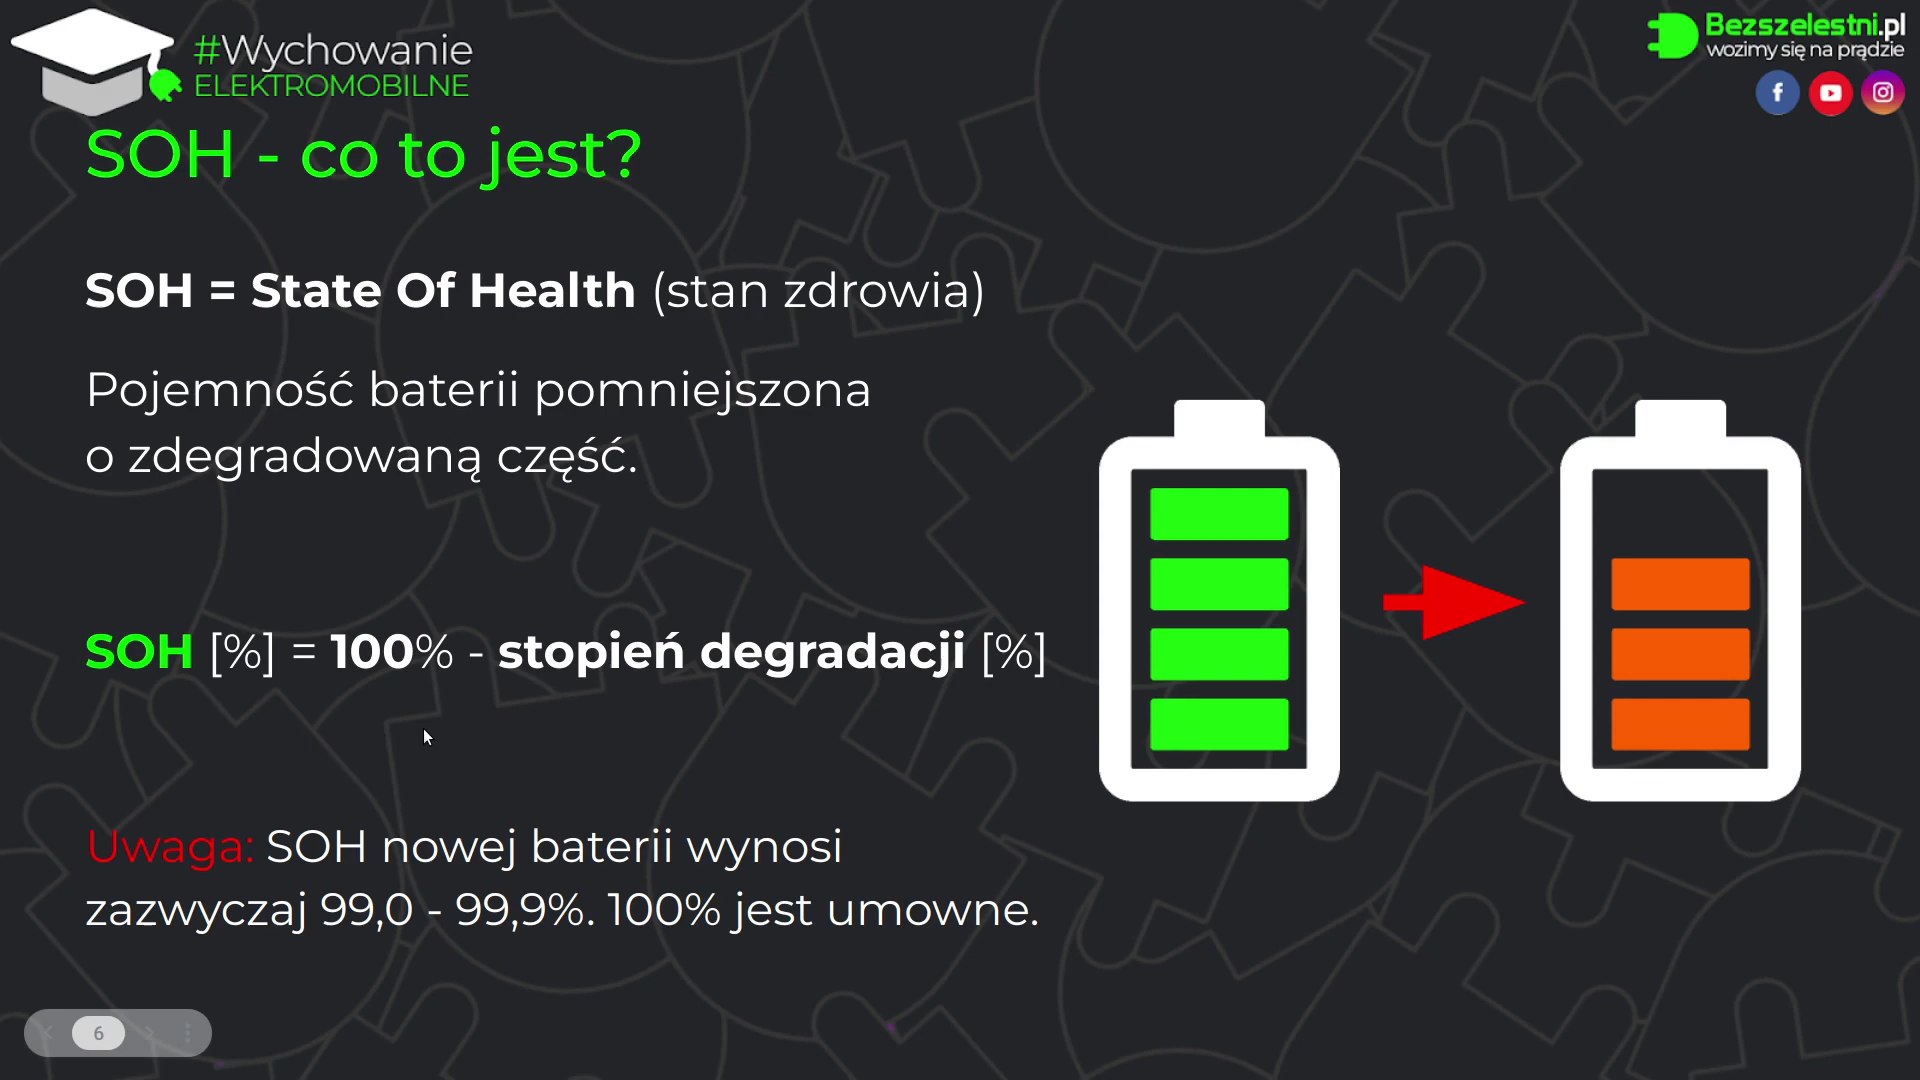 #Wychowanie
ELEKTROMOBILNE
Bezszelestni.pl
wozimy się na prądzie
SOH - co to jest?
SOH = State Of Health (stan zdrowia)
Pojemność baterii pomniejszona
o zdegradowaną część.
SOH [%] = 100% - stopień degradacji [%]
Uwaga: SOH nowej baterii wynosi
zazwyczaj 99,0 - 99,9%. 100% jest umowne.
6